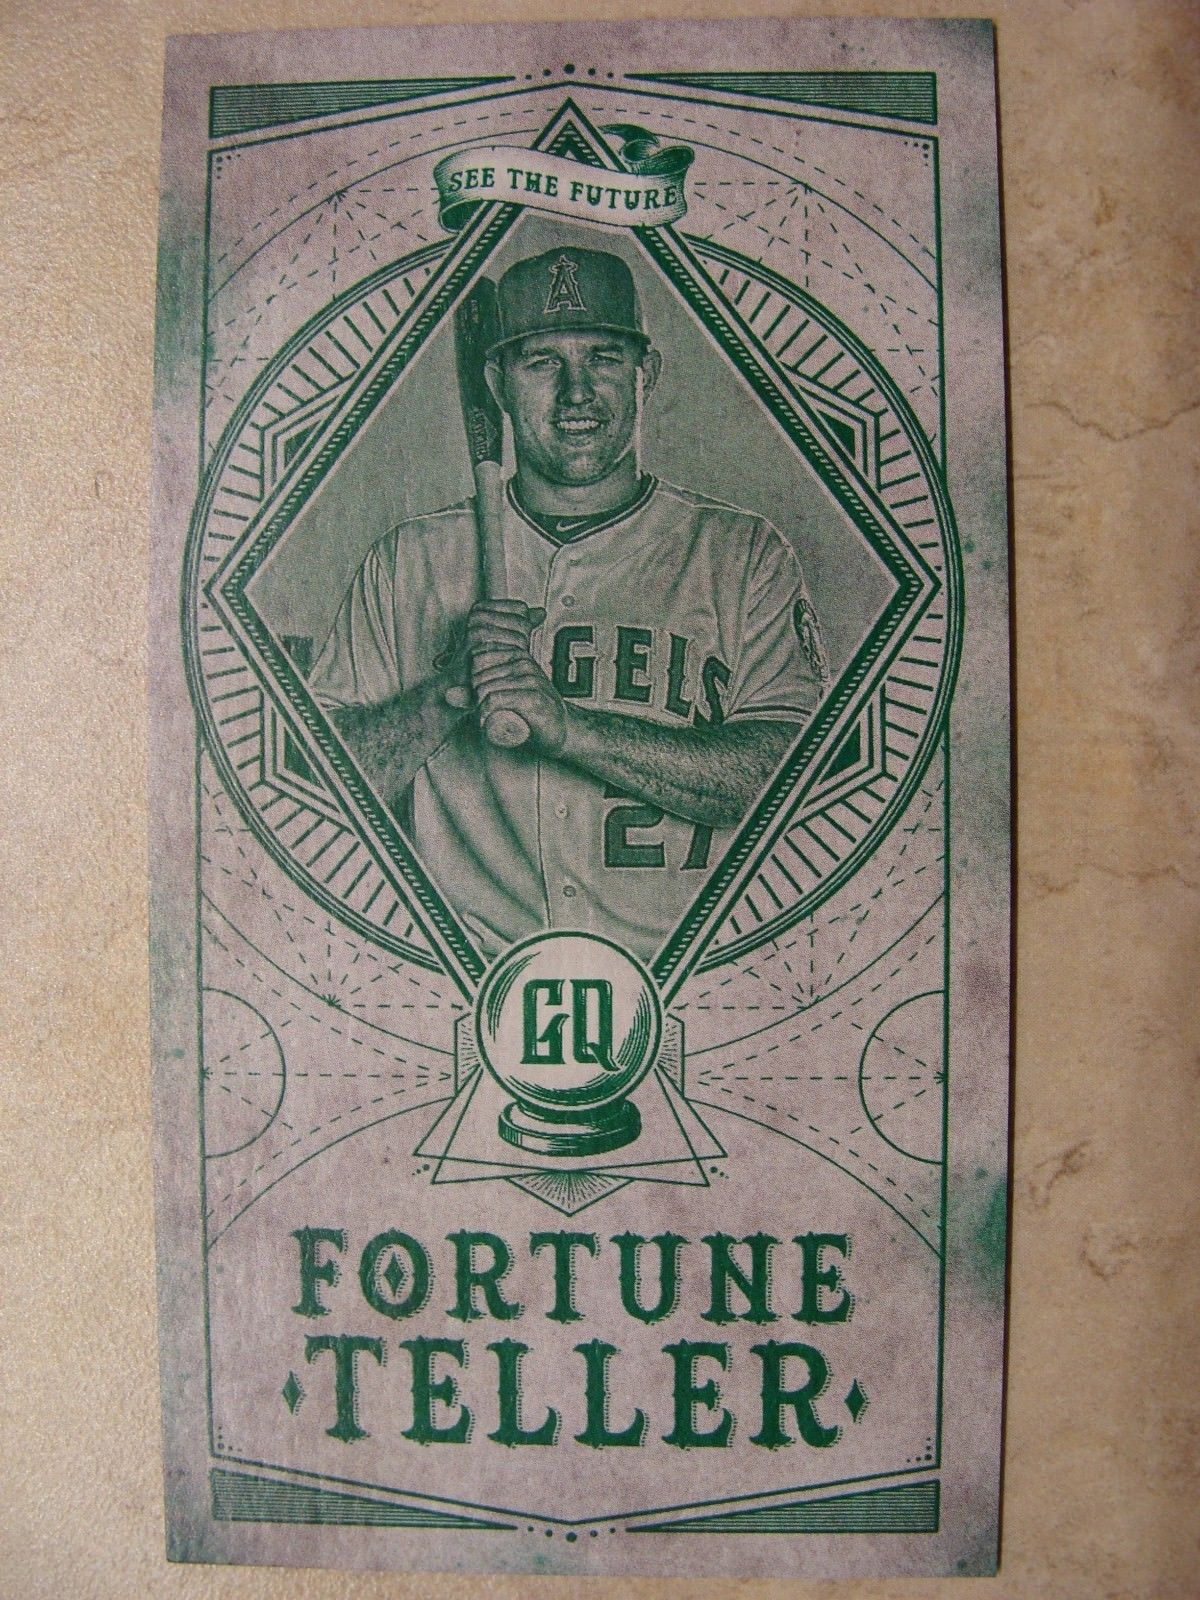 SEE THE FUTURE
A
GELS
27
GQ
FORTUNE
TELLER